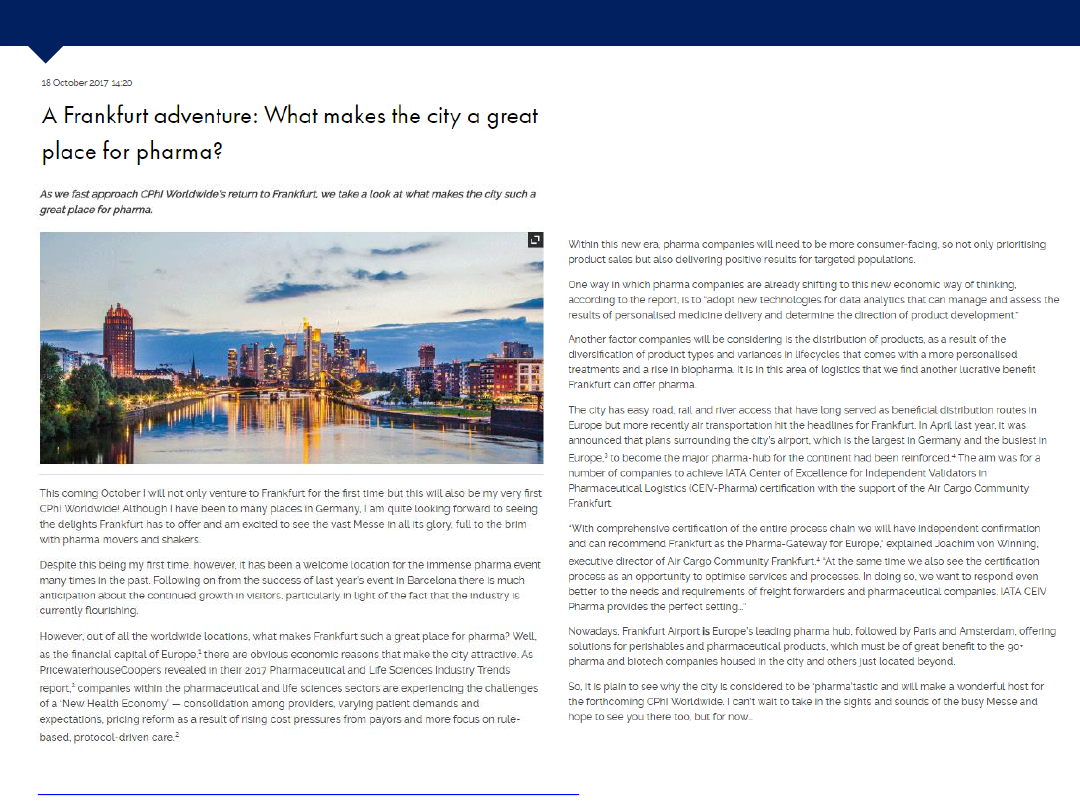 18 October 2017 14:20
A Frankfurt adventure: What makes the city a great
place for pharma?
As we fast approach CPhI Worldwide's return to Frankfurt, we take a look at what makes the city such a
great place for pharma.
This coming October I will not only venture to Frankfurt for the first time but this will also be my very first
CPhI Worldwide! Although I have been to many places in Germany, I am quite looking forward to seeing
the delights Frankfurt has to offer and am excited to see the vast Messe in all its glory, full to the brim
with pharma movers and shakers.
Despite this being my first time, however, it has been a welcome location for the immense pharma event
many times in the past. Following on from the success of last year's event in Barcelona there is much
anticipation about the continued growth in visitors, particularly in light of the fact that the industry is
currently flourishing.
However, out of all the worldwide locations, what makes Frankfurt such a great place for pharma? Well,
as the financial capital of Europe,¹ there are obvious economic reasons that make the city attractive. As
PricewaterhouseCoopers revealed in their 2017 Pharmaceutical and Life Sciences Industry Trends
report,² companies within the pharmaceutical and life sciences sectors are experiencing the challenges
of a 'New Health Economy' — consolidation among providers, varying patient demands and
expectations, pricing reform as a result of rising cost pressures from payors and more focus on rule-
based, protocol-driven care.²
Within this new era, pharma companies will need to be more consumer-facing, so not only prioritising
product sales but also delivering positive results for targeted populations.
One way in which pharma companies are already shifting to this new economic way of thinking,
according to the report, is to "adopt new technologies for data analytics that can manage and assess the
results of personalised medicine delivery and determine the direction of product development."
Another factor companies will be considering is the distribution of products, as a result of the
diversification of product types and variances in lifecycles that comes with a more personalised
treatments and a rise in biopharma. It is in this area of logistics that we find another lucrative benefit
Frankfurt can offer pharma.
The city has easy road, rail and river access that have long served as beneficial distribution routes in
Europe but more recently air transportation hit the headlines for Frankfurt. In April last year, it was
announced that plans surrounding the city's airport, which is the largest in Germany and the busiest in
Europe,³ to become the major pharma-hub for the continent had been reinforced.⁴ The aim was for a
number of companies to achieve IATA Center of Excellence for Independent Validators in
Pharmaceutical Logistics (CEIV-Pharma) certification with the support of the Air Cargo Community
Frankfurt.
"With comprehensive certification of the entire process chain we will have independent confirmation
and can recommend Frankfurt as the Pharma-Gateway for Europe," explained Joachim von Winning,
executive director of Air Cargo Community Frankfurt.⁴ "At the same time we also see the certification
process as an opportunity to optimise services and processes. In doing so, we want to respond even
better to the needs and requirements of freight forwarders and pharmaceutical companies. IATA CEIV
Pharma provides the perfect setting..."
Nowadays, Frankfurt Airport is Europe's leading pharma hub, followed by Paris and Amsterdam, offering
solutions for perishables and pharmaceutical products, which must be of great benefit to the 90+
pharma and biotech companies housed in the city and others just located beyond.
So, it is plain to see why the city is considered to be 'pharma'tastic and will make a wonderful host for
the forthcoming CPhI Worldwide. I can't wait to take in the sights and sounds of the busy Messe and
hope to see you there too, but for now...